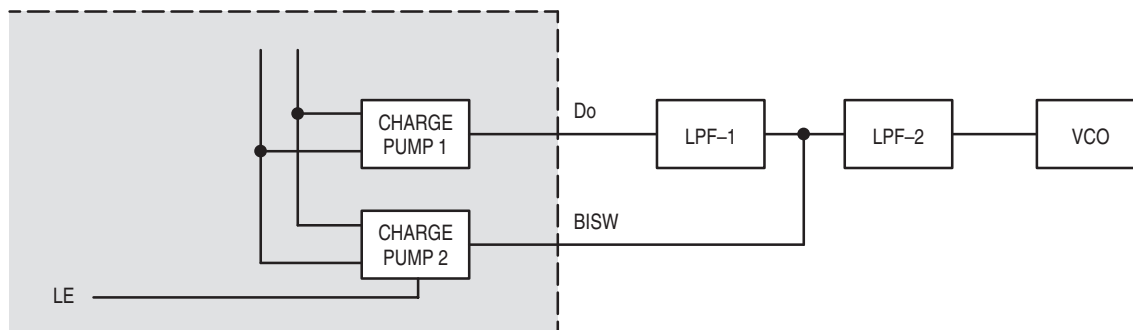 Do
CHARGE
PUMP 1
LPF–1
LPF–2
VCO
BISW
CHARGE
PUMP 2
LE